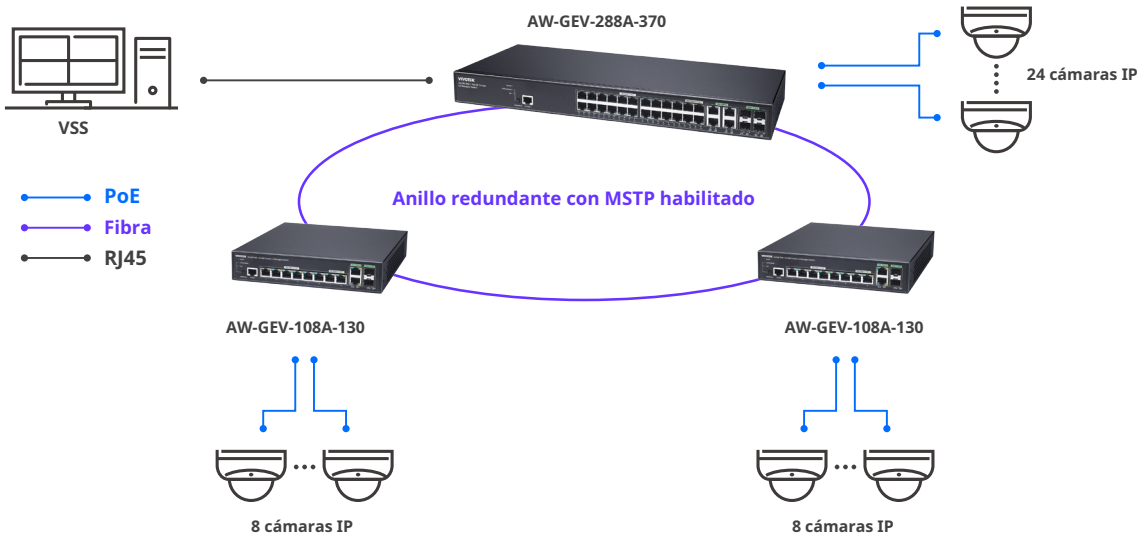 AW-GEV-288A-370
24 cámaras IP
VSS
VIVOTEK
PoE
Fibra
RJ45
Anillo redundante con MSTP habilitado
AW-GEV-108A-130
AW-GEV-108A-130
8 cámaras IP
8 cámaras IP